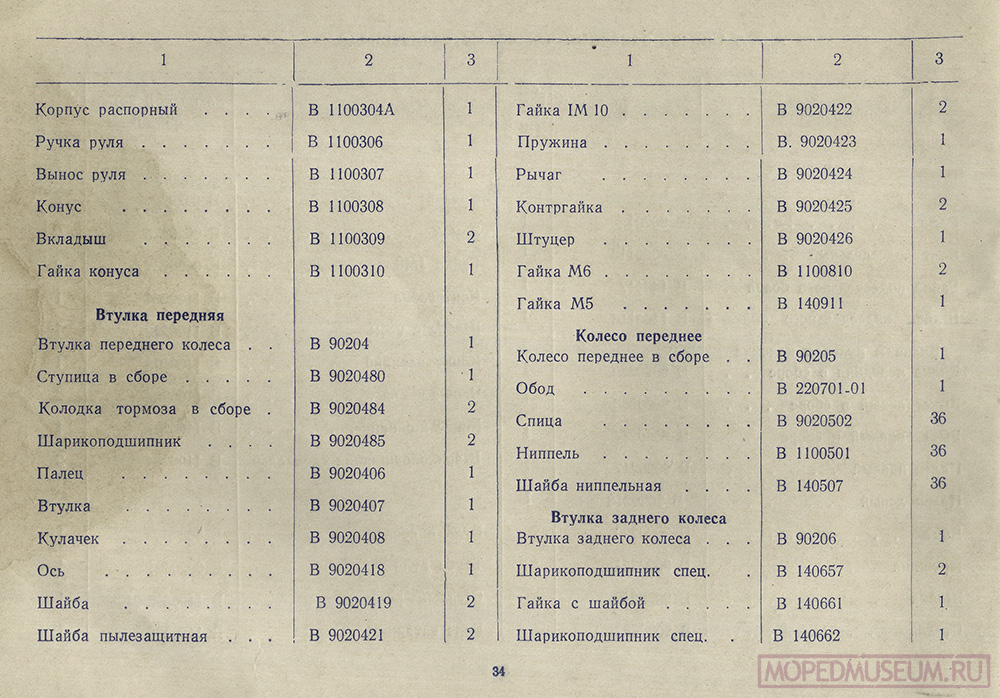 1 2 3
Корпус распорный . . . . В 1100304А 1
Ручка руля . . . . . . . В 1100306 1
Вынос руля . . . . . . . В 1100307 1
Конус . . . . . . . . В 1100308 1
Вкладыш . . . . . . . В 1100309 2
Гайка конуса . . . . . . В 1100310 1
Втулка передняя
Втулка переднего колеса . . В 90204 1
Ступица в сборе . . . . . В 9020480 1
Колодка тормоза в сборе . В 9020484 2
Шарикоподшипник . . . . В 9020485 2
Палец . . . . . . . . В 9020406 1
Втулка . . . . . . . . В 9020407 1
Кулачек . . . . . . . . В 9020408 1
Ось . . . . . . . . . В 9020418 1
Шайба . . . . . . . . В 9020419 2
Шайба пылезащитная . . . В 9020421 2
1 2 3
Гайка IM 10 . . . . . . . В 9020422 2
Пружина . . . . . . . . В. 9020423 1
Рычаг . . . . . . . . В 9020424 1
Контргайка . . . . . . . В 9020425 2
Штуцер . . . . . . . . В 9020426 1
Гайка М6 . . . . . . . . В 1100810 2
Гайка М5 . . . . . . . В 140911 1
Колесо переднее
Колесо переднее в сборе . . В 90205 1
Обод . . . . . . . . . В 220701-01 1
Спица . . . . . . . . В 9020502 36
Ниппель . . . . . . . . В 1100501 36
Шайба ниппельная . . . . В 140507 36
Втулка заднего колеса
Втулка заднего колеса . . . В 90206 1
Шарикоподшипник спец. . В 140657 2
Гайка с шайбой . . . . . В 140661 1
Шарикоподшипник спец. . В 140662 1
34
MOPEDMUSEUM.RU